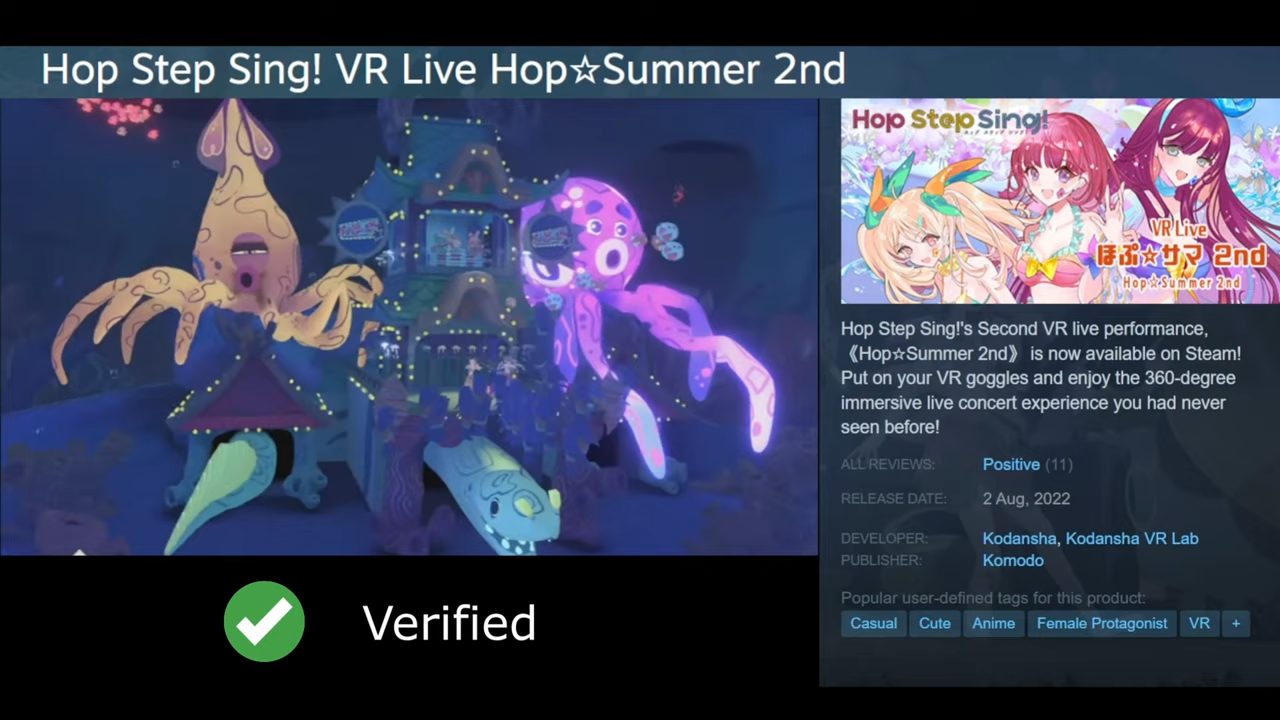 Hop Step Sing! VR Live Hop☆Summer 2nd
Hop Step Sing!
VR Live
ほぷ☆サマ 2nd
Hop☆Summer 2nd
Hop Step Sing!'s Second VR live performance,
《Hop☆Summer 2nd》 is now available on Steam!
Put on your VR goggles and enjoy the 360-degree
immersive live concert experience you had never
seen before!
ALL REVIEWS: Positive (11)
RELEASE DATE: 2 Aug, 2022
DEVELOPER: Kodansha, Kodansha VR Lab
PUBLISHER: Komodo
Popular user-defined tags for this product:
Casual Cute Anime Female Protagonist VR +
Verified